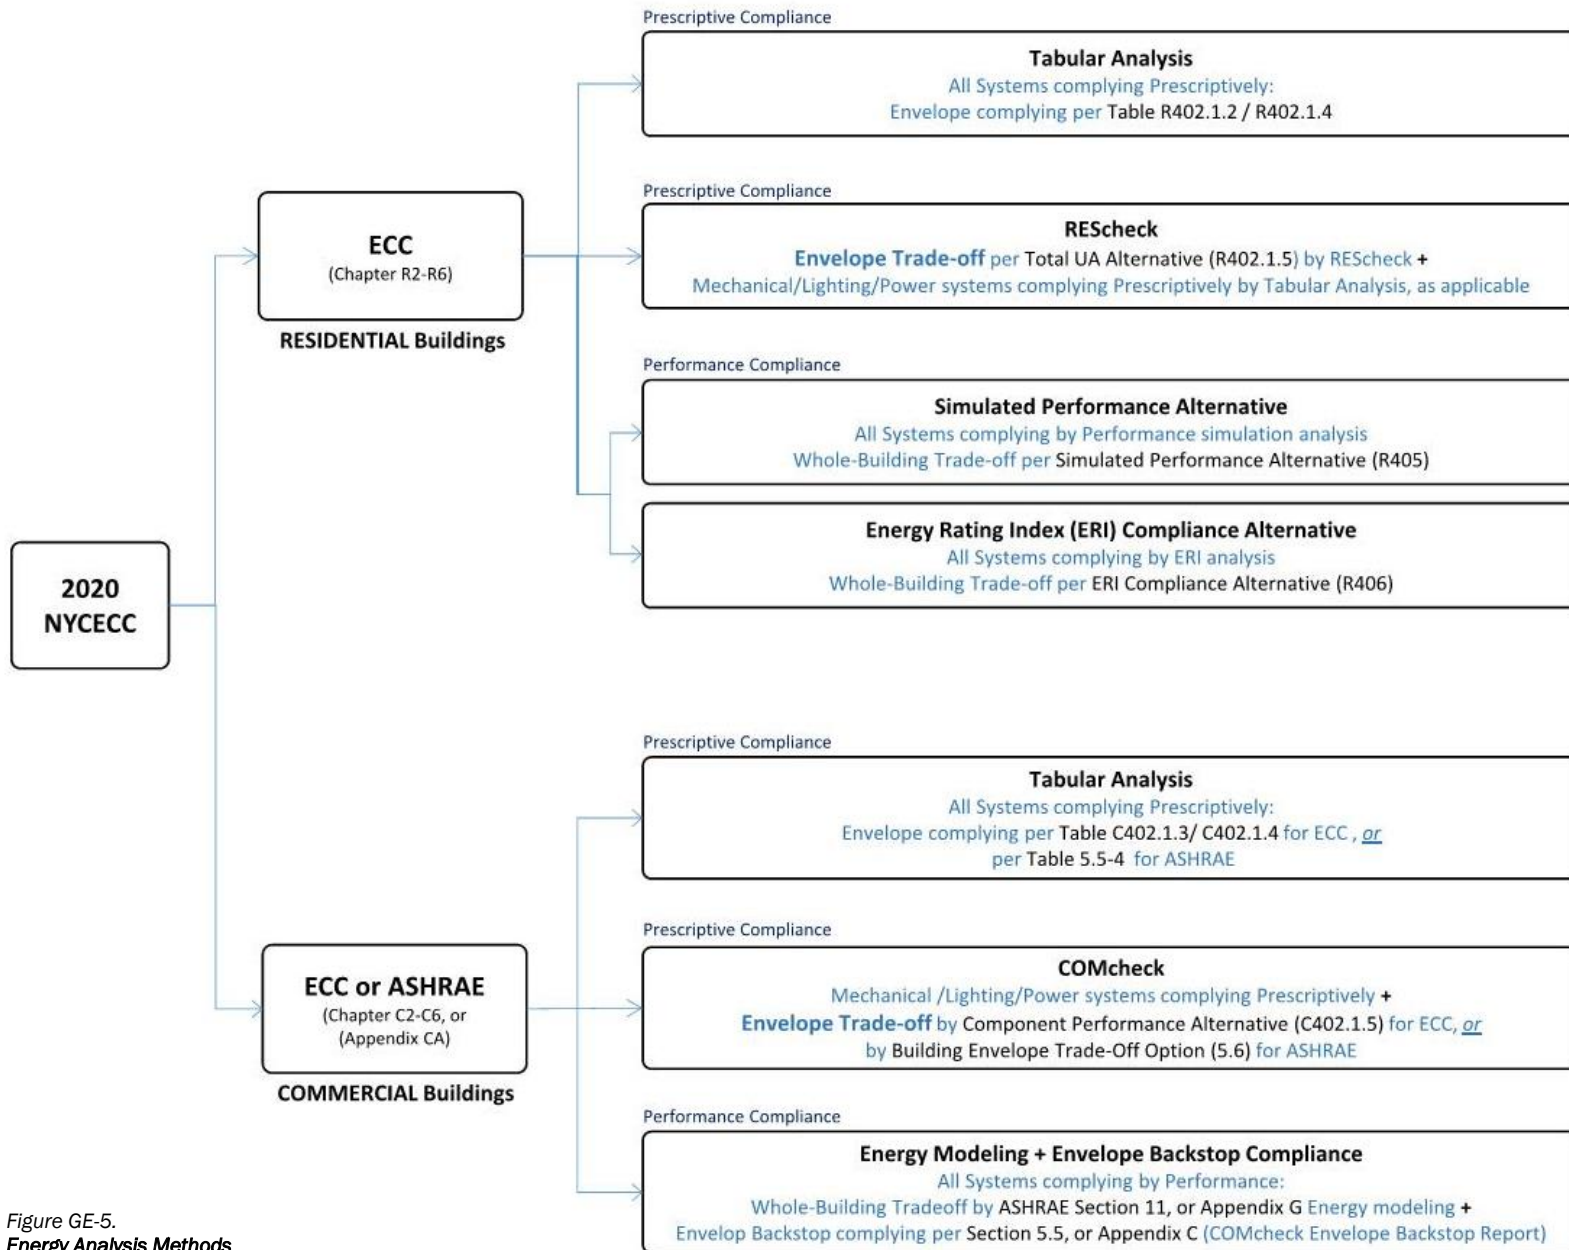 Prescriptive Compliance
Tabular Analysis
All Systems complying Prescriptively:
Envelope complying per Table R402.1.2 / R402.1.4
Prescriptive Compliance
REScheck
Envelope Trade-off per Total UA Alternative (R402.1.5) by REScheck +
Mechanical/Lighting/Power systems complying Prescriptively by Tabular Analysis, as applicable
ECC
(Chapter R2-R6)
RESIDENTIAL Buildings
Performance Compliance
Simulated Performance Alternative
All Systems complying by Performance simulation analysis
Whole-Building Trade-off per Simulated Performance Alternative (R405)
Energy Rating Index (ERI) Compliance Alternative
All Systems complying by ERI analysis
Whole-Building Trade-off per ERI Compliance Alternative (R406)
2020
NYCECC
Prescriptive Compliance
Tabular Analysis
All Systems complying Prescriptively:
Envelope complying per Table C402.1.3/ C402.1.4 for ECC , or
per Table 5.5-4 for ASHRAE
Prescriptive Compliance
COMcheck
Mechanical /Lighting/Power systems complying Prescriptively +
Envelope Trade-off by Component Performance Alternative (C402.1.5) for ECC, or
by Building Envelope Trade-Off Option (5.6) for ASHRAE
ECC or ASHRAE
(Chapter C2-C6, or
(Appendix CA)
COMMERCIAL Buildings
Performance Compliance
Energy Modeling + Envelope Backstop Compliance
All Systems complying by Performance:
Whole-Building Tradeoff by ASHRAE Section 11, or Appendix G Energy modeling +
Envelop Backstop complying per Section 5.5, or Appendix C (COMcheck Envelope Backstop Report)
Figure GE-5.
Energy Analysis Methods